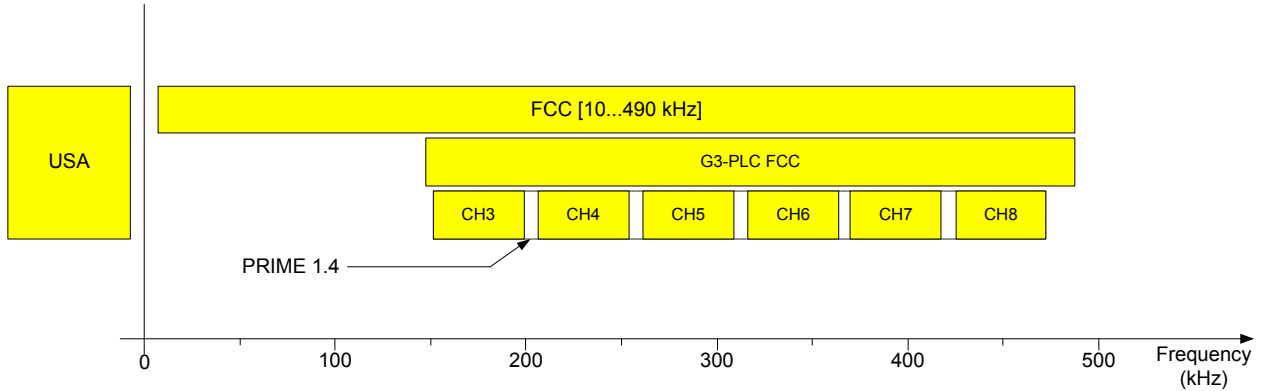 FCC [10...490 kHz]
USA
G3-PLC FCC
CH3 CH4 CH5 CH6 CH7 CH8
PRIME 1.4
0 100 200 300 400 500
Frequency
(kHz)